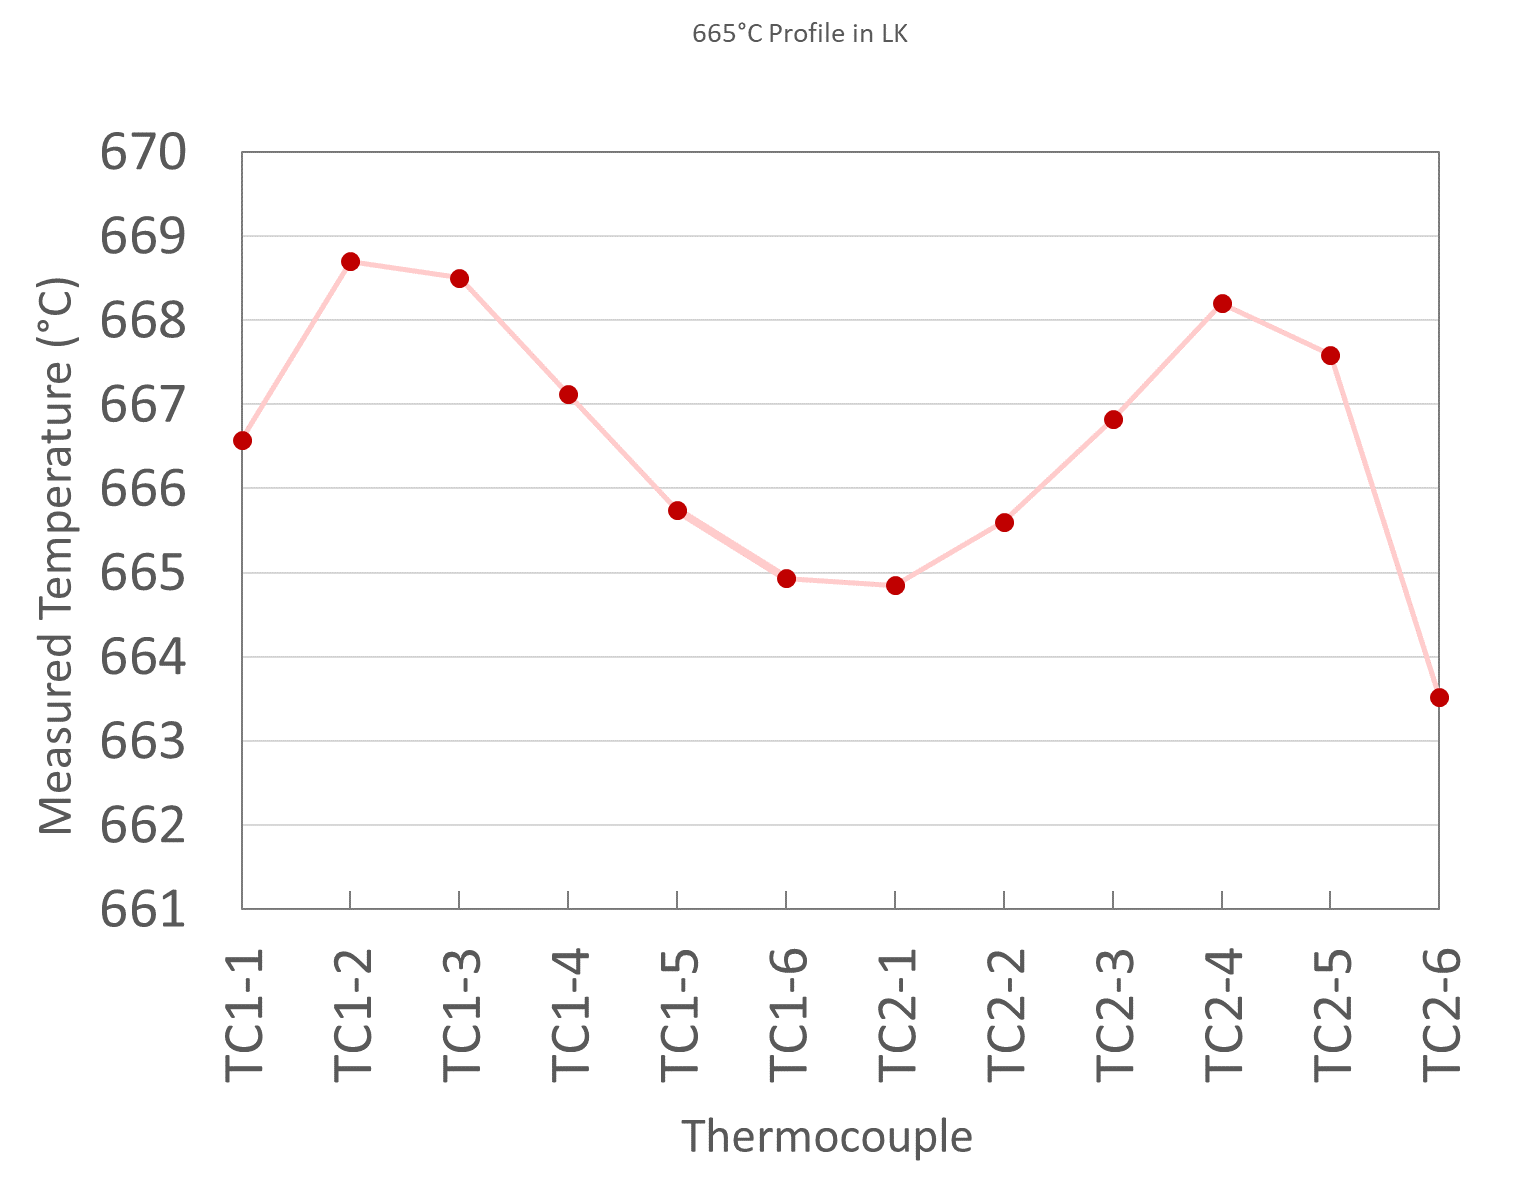 665°C Profile in LK
670
669
668
667
666
665
664
663
662
661
Measured Temperature (°C)
TC1-1
TC1-2
TC1-3
TC1-4
TC1-5
TC1-6
TC2-1
TC2-2
TC2-3
TC2-4
TC2-5
TC2-6
Thermocouple